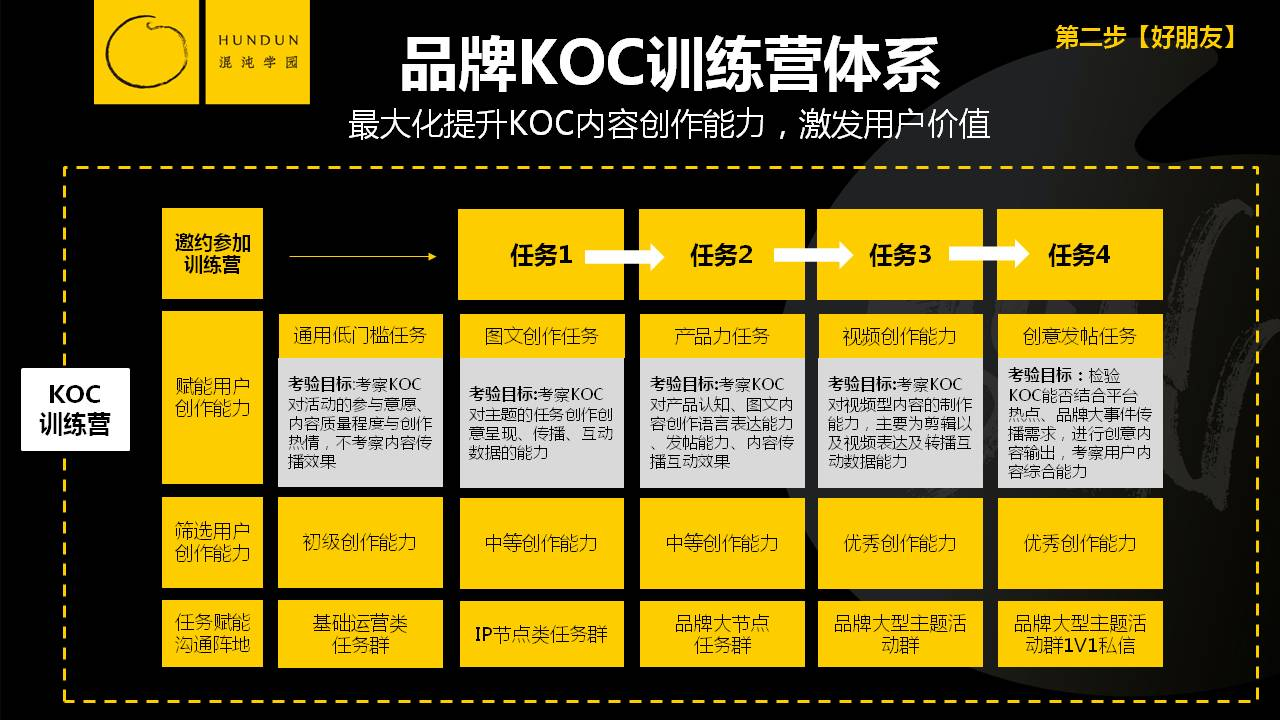 HUNDUN
混沌学园
第二步【好朋友】
品牌KOC训练营体系
最大化提升KOC内容创作能力，激发用户价值
KOC
训练营
邀约参加
训练营
任务1
任务2
任务3
任务4
赋能用户
创作能力
通用低门槛任务
考验目标:考察KOC
对活动的参与意愿、
内容质量程度与创作
热情，不考察内容传
播效果
图文创作任务
考验目标:考察KOC
对主题的任务创作创
意呈现、传播、互动
数据的能力
产品力任务
考验目标:考察KOC
对产品认知、图文内
容创作语言表达能力
、发帖能力、内容传
播互动效果
视频创作能力
考验目标:考察KOC
对视频型内容的制作
能力，主要为剪辑以
及视频表达及转播互
动数据能力
创意发帖任务
考验目标：检验
KOC能否结合平台
热点、品牌大事件传
播需求，进行创意内
容输出，考察用户内
容综合能力
筛选用户
创作能力
初级创作能力
中等创作能力
中等创作能力
优秀创作能力
优秀创作能力
任务赋能
沟通阵地
基础运营类
任务群
IP节点类任务群
品牌大节点
任务群
品牌大型主题活
动群
品牌大型主题活
动群1V1私信